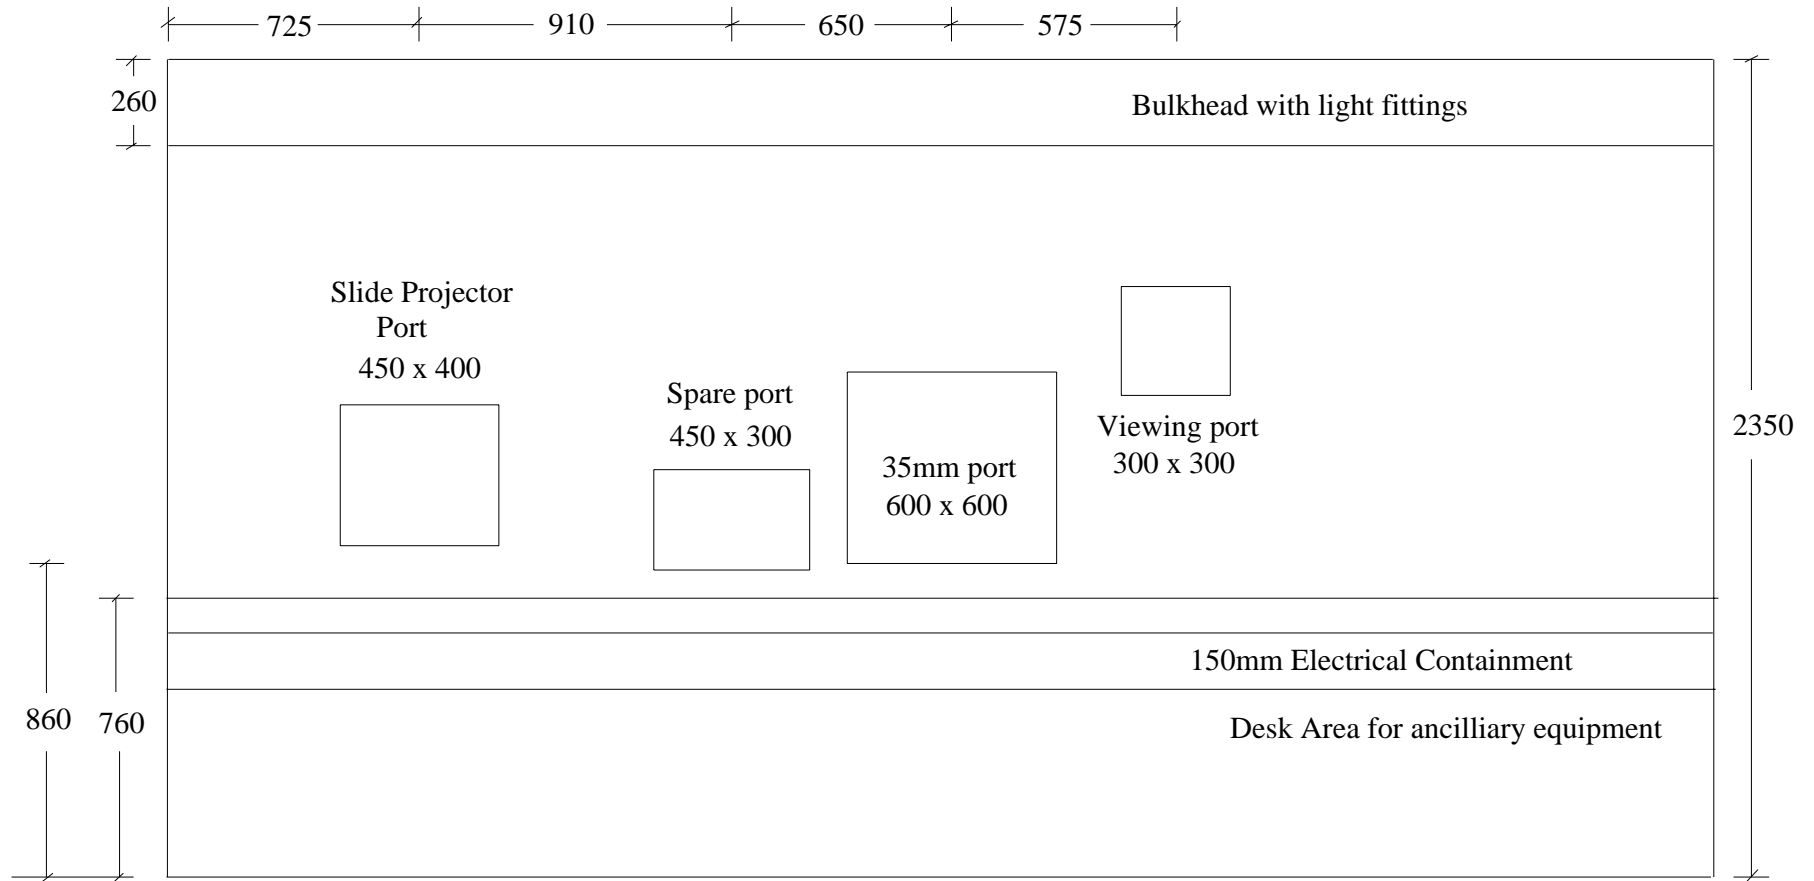 725
910
650
575
260
Bulkhead with light fittings
Slide Projector
Port
450 x 400
Spare port
450 x 300
35mm port
600 x 600
Viewing port
300 x 300
2350
150mm Electrical Containment
860
760
Desk Area for ancilliary equipment